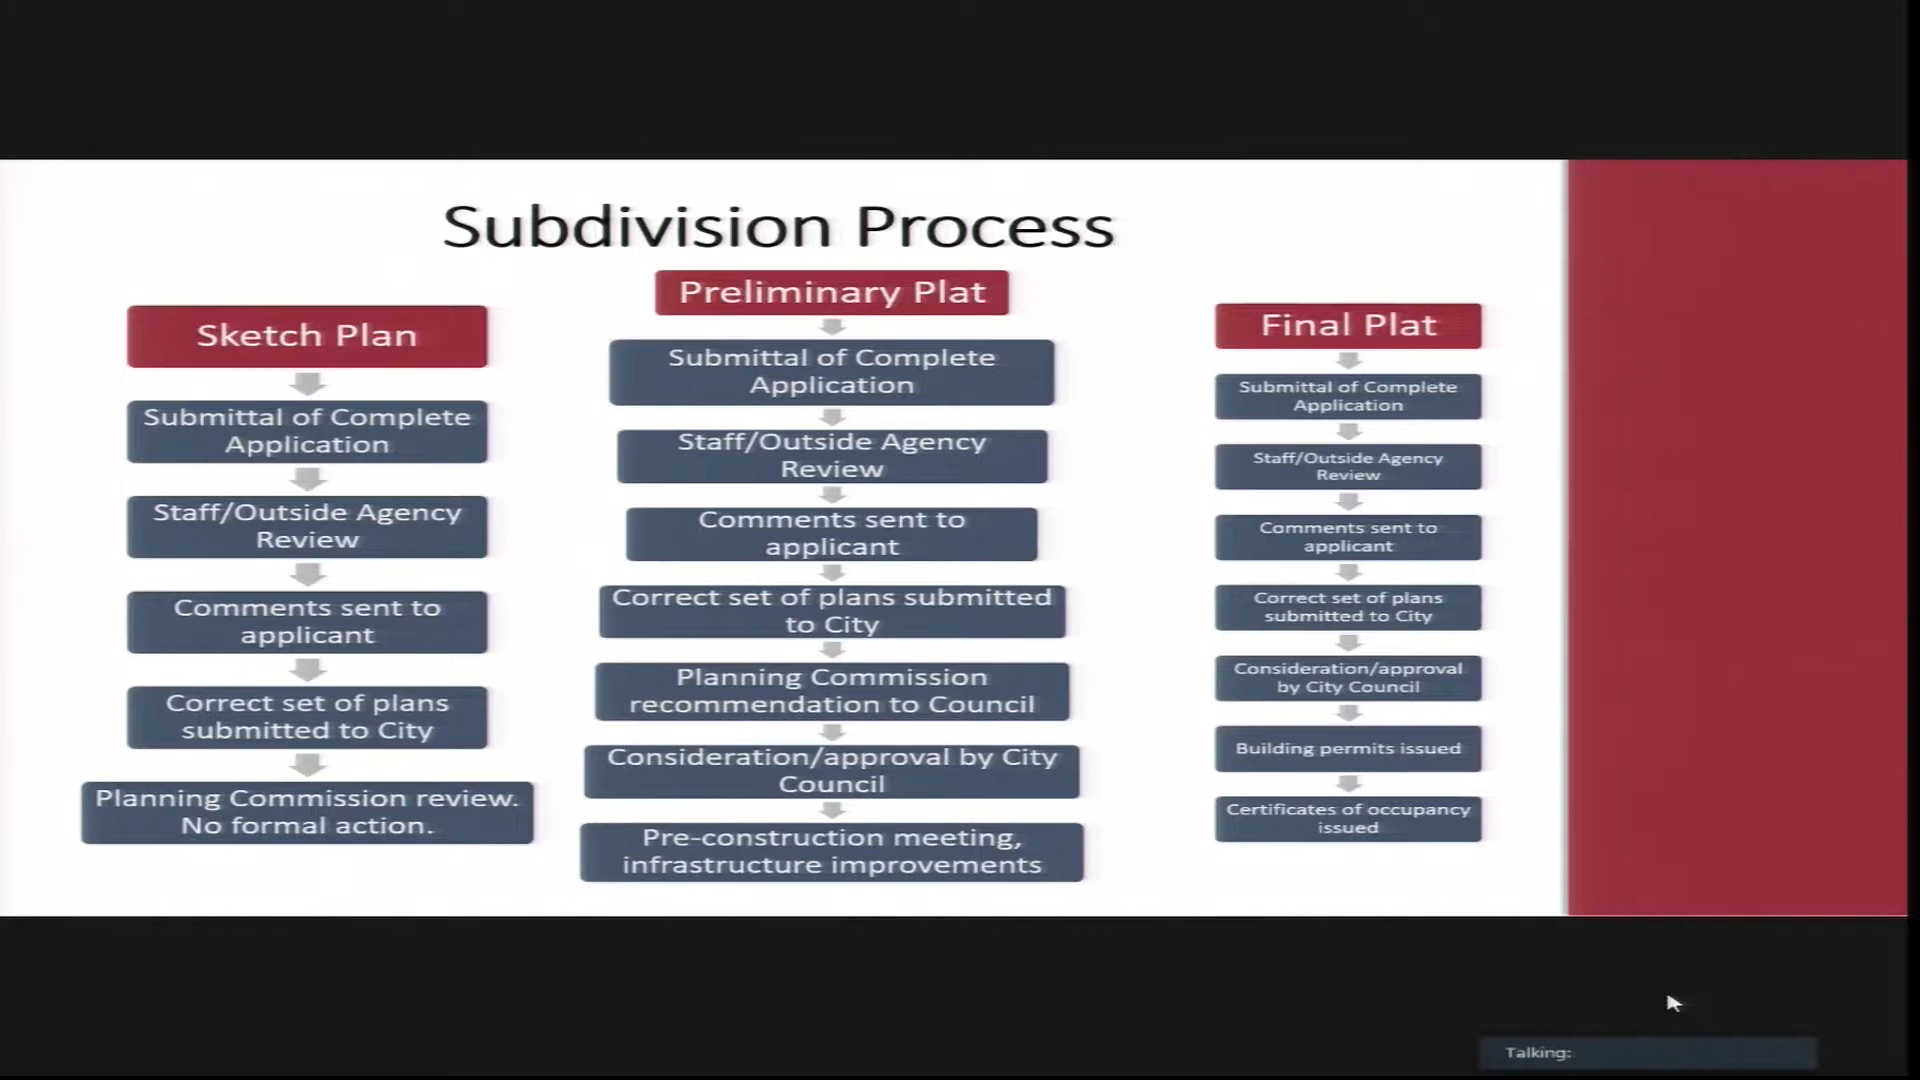 Subdivision Process
Sketch Plan
Submittal of Complete
Application
Staff/Outside Agency
Review
Comments sent to
applicant
Correct set of plans
submitted to City
Planning Commission review.
No formal action.
Preliminary Plat
Submittal of Complete
Application
Staff/Outside Agency
Review
Comments sent to
applicant
Correct set of plans submitted
to City
Planning Commission
recommendation to Council
Consideration/approval by City
Council
Pre-construction meeting,
infrastructure improvements
Final Plat
Submittal of Complete
Application
Staff/Outside Agency
Review
Comments sent to
applicant
Correct set of plans
submitted to City
Consideration/approval
by City Council
Building permits issued
Certificates of occupancy
issued
Talking: